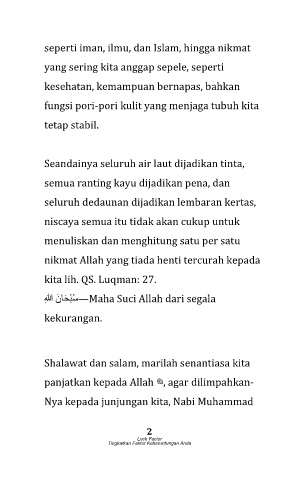 seperti iman, ilmu, dan Islam, hingga nikmat
yang sering kita anggap sepele, seperti
kesehatan, kemampuan bernapas, bahkan
fungsi pori-pori kulit yang menjaga tubuh kita
tetap stabil.
Seandainya seluruh air laut dijadikan tinta,
semua ranting kayu dijadikan pena, dan
seluruh dedaunan dijadikan lembaran kertas,
niscaya semua itu tidak akan cukup untuk
menuliskan dan menghitung satu per satu
nikmat Allah yang tiada henti tercurah kepada
kita lih. QS. Luqman: 27.
سُبْحَانَ اللهِ—Maha Suci Allah dari segala
kekurangan.
Shalawat dan salam, marilah senantiasa kita
panjatkan kepada Allah ﷻ, agar dilimpahkan-
Nya kepada junjungan kita, Nabi Muhammad
2
Luck Factor
Tingkatkan Faktor Keberuntungan Anda